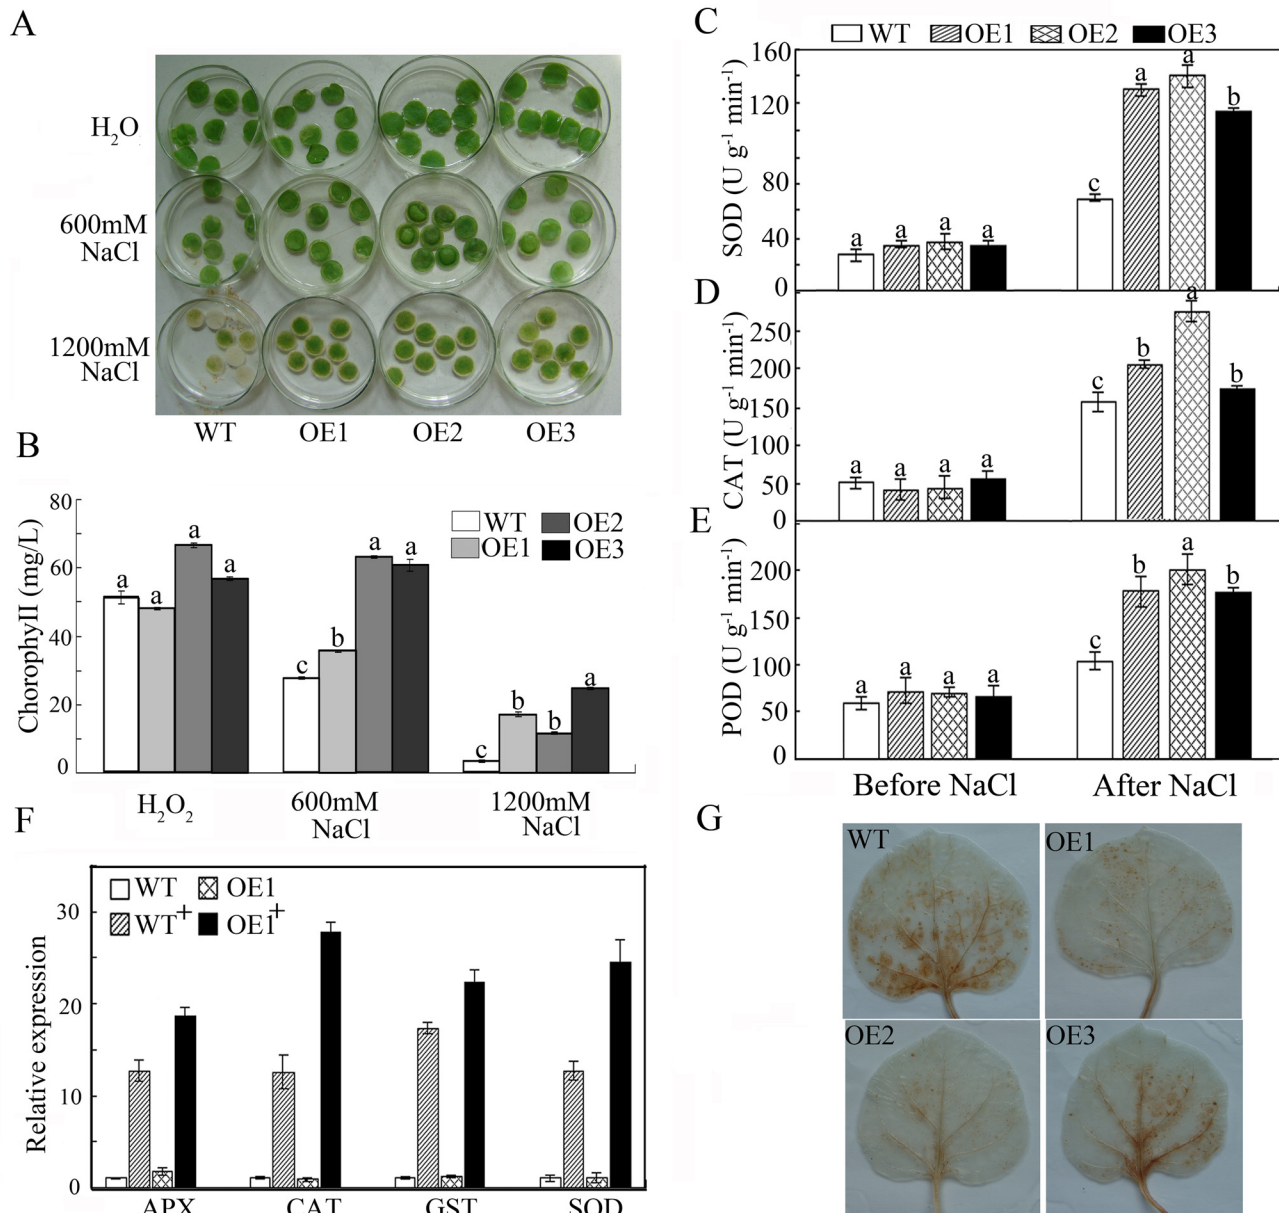 A
H2O
600mM
NaCl
1200mM
NaCl
WT OE1 OE2 OE3
B
Chorophyll (mg/L)
80
60
40
20
0
WT OE2
OE1 OE3
a a a a
c b a a
c b b a
H2O2 600mM NaCl 1200mM NaCl
C
WT OE1 OE2 OE3
SOD (U g-1 min-1)
160
120
80
40
0
a a a a
c a a b
D
CAT (U g-1 min-1)
250
200
150
100
50
0
a a a a
c b a b
E
POD (U g-1 min-1)
200
150
100
50
0
a a a a
c b a b
Before NaCl After NaCl
F
Relative expression
30
20
10
0
WT OE1
WT+ OE1+
APX CAT GST SOD
G
WT OE1
OE2 OE3